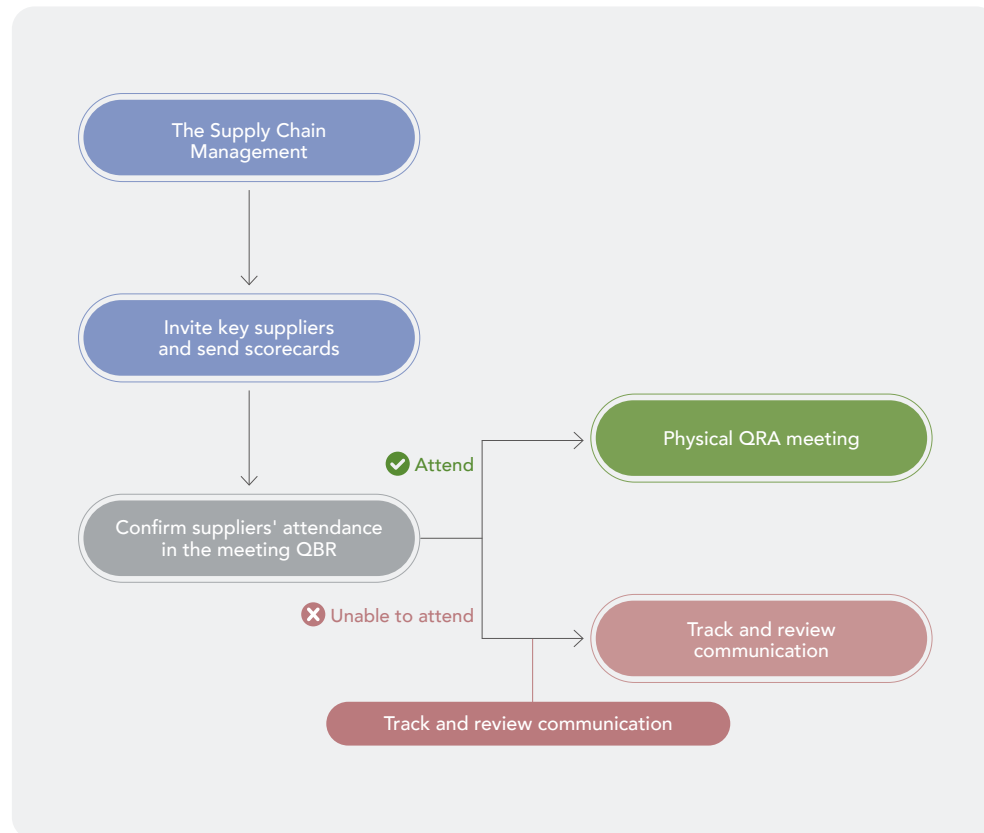 The Supply Chain
Management
Invite key suppliers
and send scorecards
Confirm suppliers' attendance
in the meeting QBR
Attend
Physical QRA meeting
Unable to attend
Track and review
communication
Track and review communication